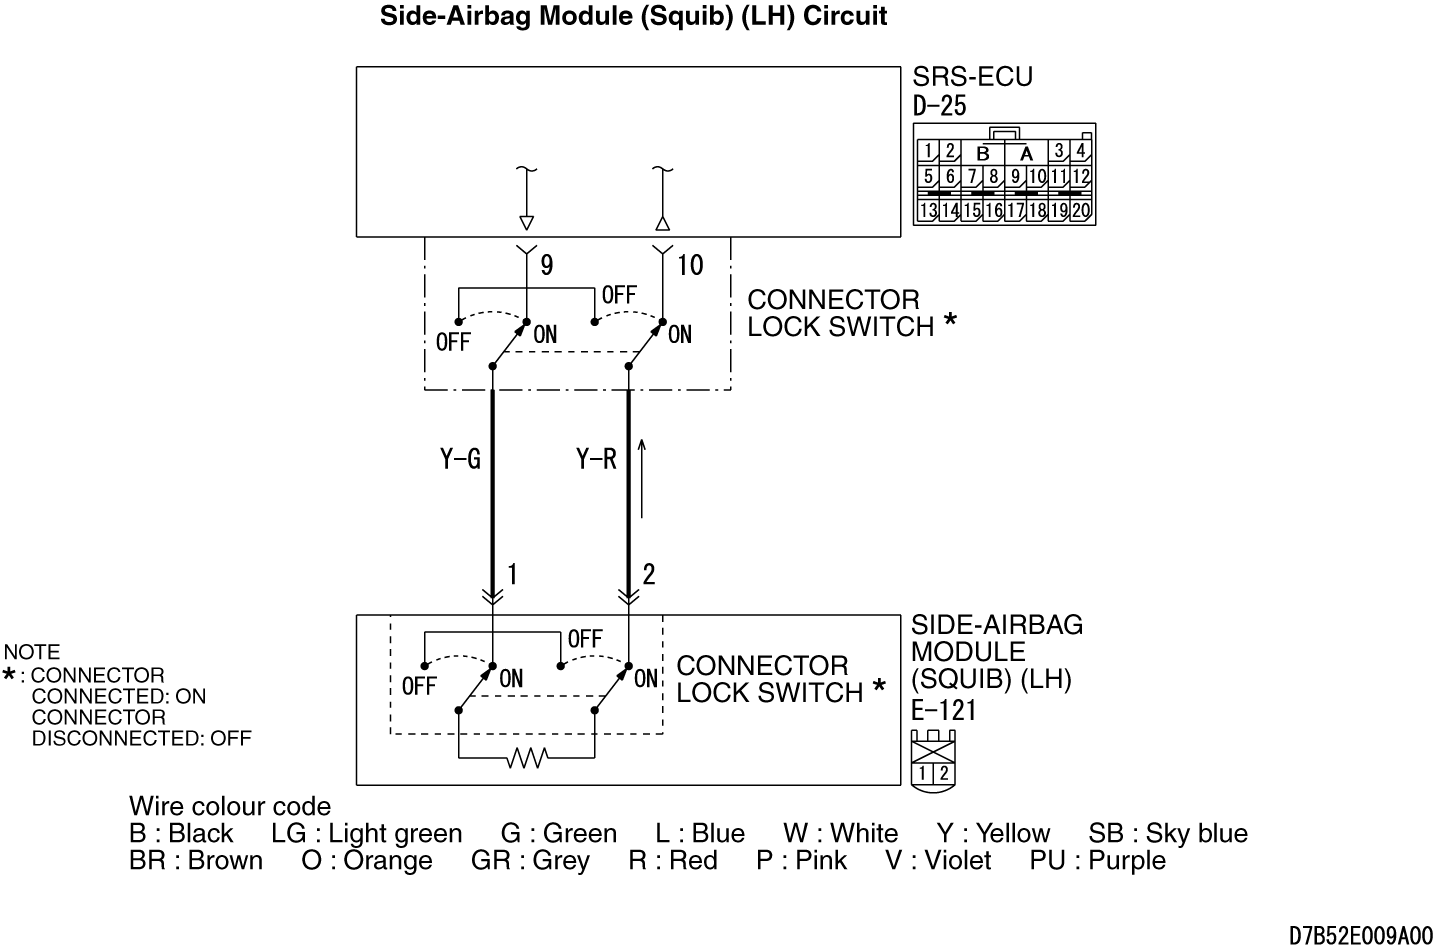 Side-Airbag Module (Squib) (LH) Circuit
SRS-ECU
D-25
1 2 B A 3 4
5 6 7 8 9 10 11 12
13 14 15 16 17 18 19 20
9 10
OFF
CONNECTOR
LOCK SWITCH *
OFF ON ON
Y-G Y-R
1 2
SIDE-AIRBAG
MODULE
(SQUIB) (LH)
E-121
1 2
OFF
CONNECTOR
LOCK SWITCH *
OFF ON ON
NOTE
* : CONNECTOR
CONNECTED: ON
CONNECTOR
DISCONNECTED: OFF
Wire colour code
B : Black LG : Light green G : Green L : Blue W : White Y : Yellow SB : Sky blue
BR : Brown O : Orange GR : Grey R : Red P : Pink V : Violet PU : Purple
D7B52E009A00